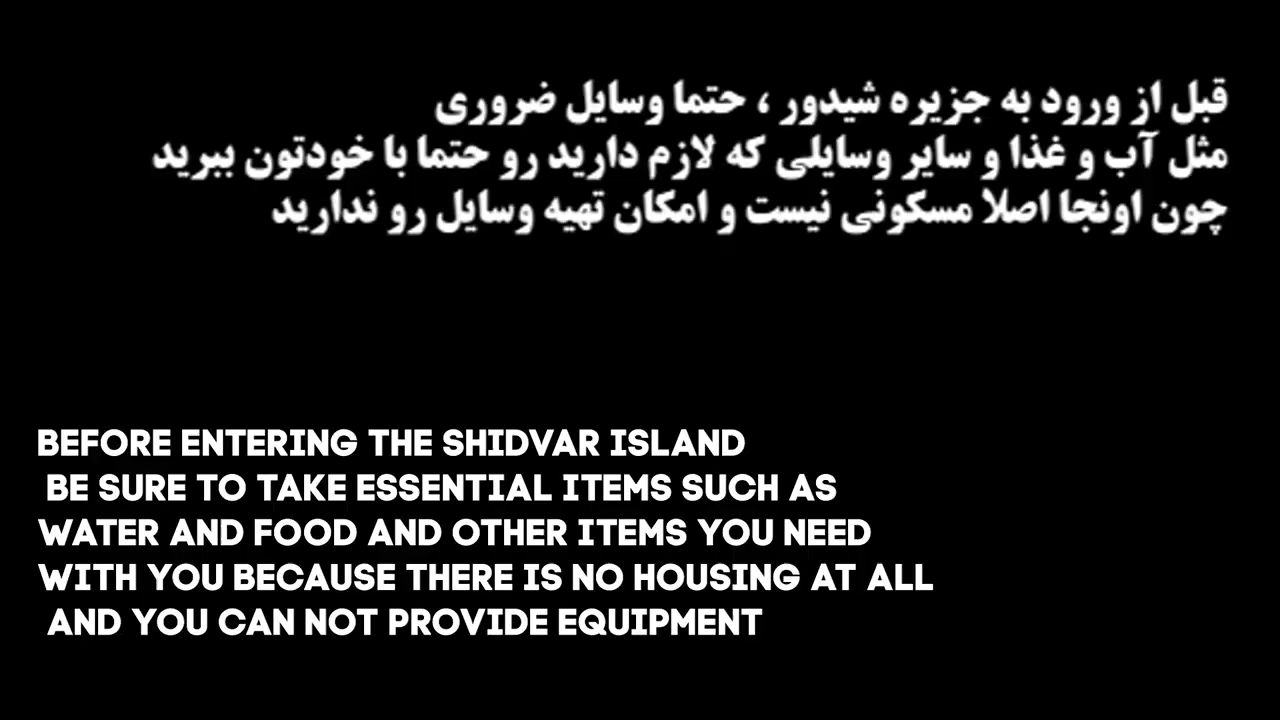 قبل از ورود به جزیره شیدور ، حتما وسایل ضروری
مثل آب و غذا و سایر وسایلی که لازم دارید رو حتما با خودتون ببرید
چون اونجا اصلا مسکونی نیست و امکان تهیه وسایل رو ندارید
BEFORE ENTERING THE SHIDVAR ISLAND
BE SURE TO TAKE ESSENTIAL ITEMS SUCH AS
WATER AND FOOD AND OTHER ITEMS YOU NEED
WITH YOU BECAUSE THERE IS NO HOUSING AT ALL
AND YOU CAN NOT PROVIDE EQUIPMENT